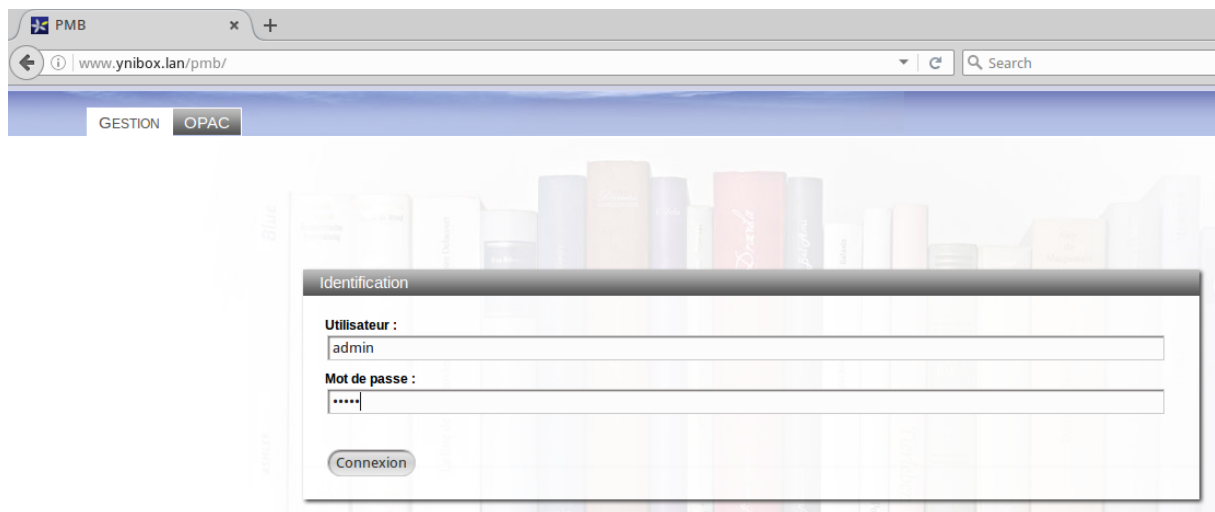 PMB
www.ynibox.lan/pmb/
Search
GESTION OPAC
Identification
Utilisateur :
admin
Mot de passe :
•••••
Connexion